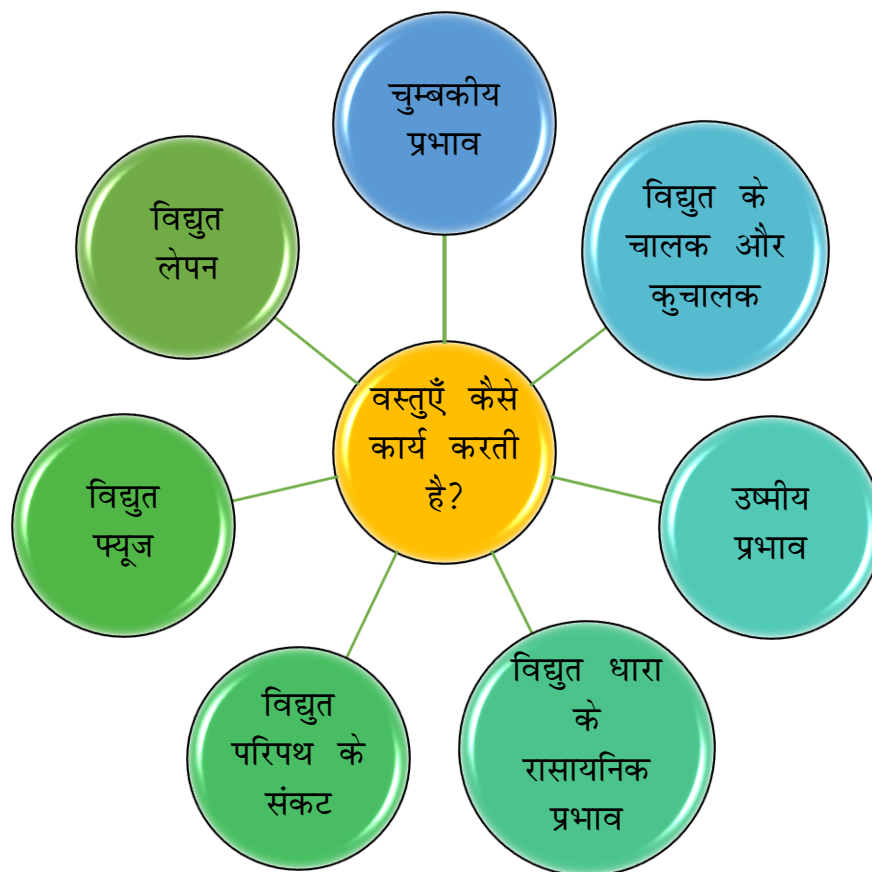 चुम्बकीय
प्रभाव
विद्युत के
चालक और
कुचालक
उष्मीय
प्रभाव
विद्युत धारा
के
रासायनिक
प्रभाव
विद्युत
परिपथ के
संकट
विद्युत
फ्यूज
विद्युत
लेपन
वस्तुएँ कैसे
कार्य करती
है?